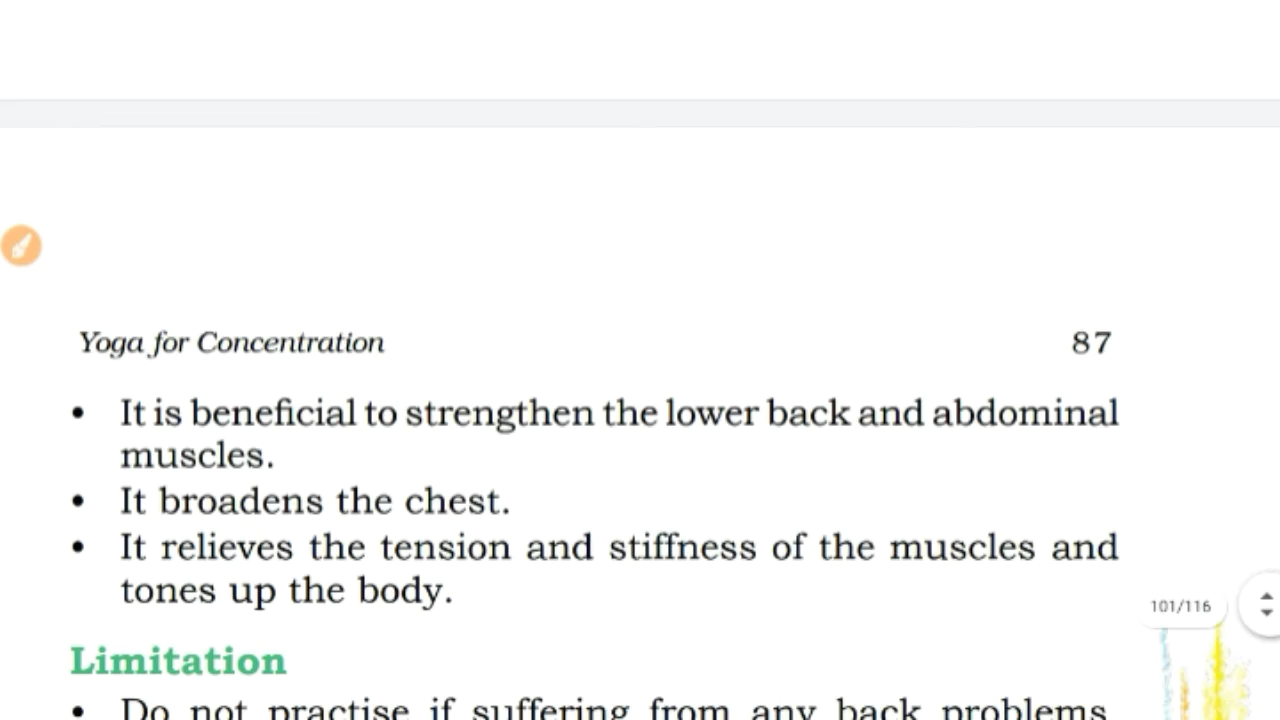 Yoga for Concentration 87
• It is beneficial to strengthen the lower back and abdominal
muscles.
• It broadens the chest.
• It relieves the tension and stiffness of the muscles and
tones up the body.
101/116
Limitation
• Do not practise if suffering from any back problems